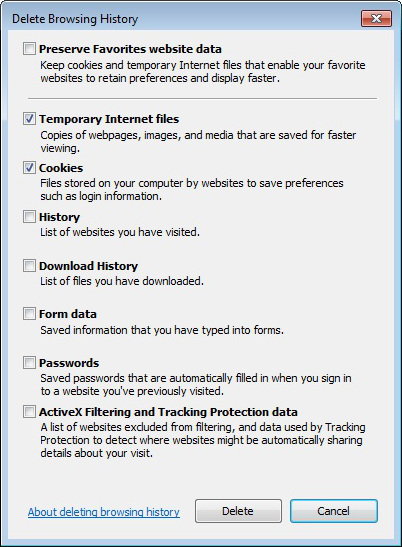 Delete Browsing History
Preserve Favorites website data
Keep cookies and temporary Internet files that enable your favorite
websites to retain preferences and display faster.
Temporary Internet files
Copies of webpages, images, and media that are saved for faster
viewing.
Cookies
Files stored on your computer by websites to save preferences
such as login information.
History
List of websites you have visited.
Download History
List of files you have downloaded.
Form data
Saved information that you have typed into forms.
Passwords
Saved passwords that are automatically filled in when you sign in
to a website you've previously visited.
ActiveX Filtering and Tracking Protection data
A list of websites excluded from filtering, and data used by Tracking
Protection to detect where websites might be automatically sharing
details about your visit.
About deleting browsing history
Delete
Cancel